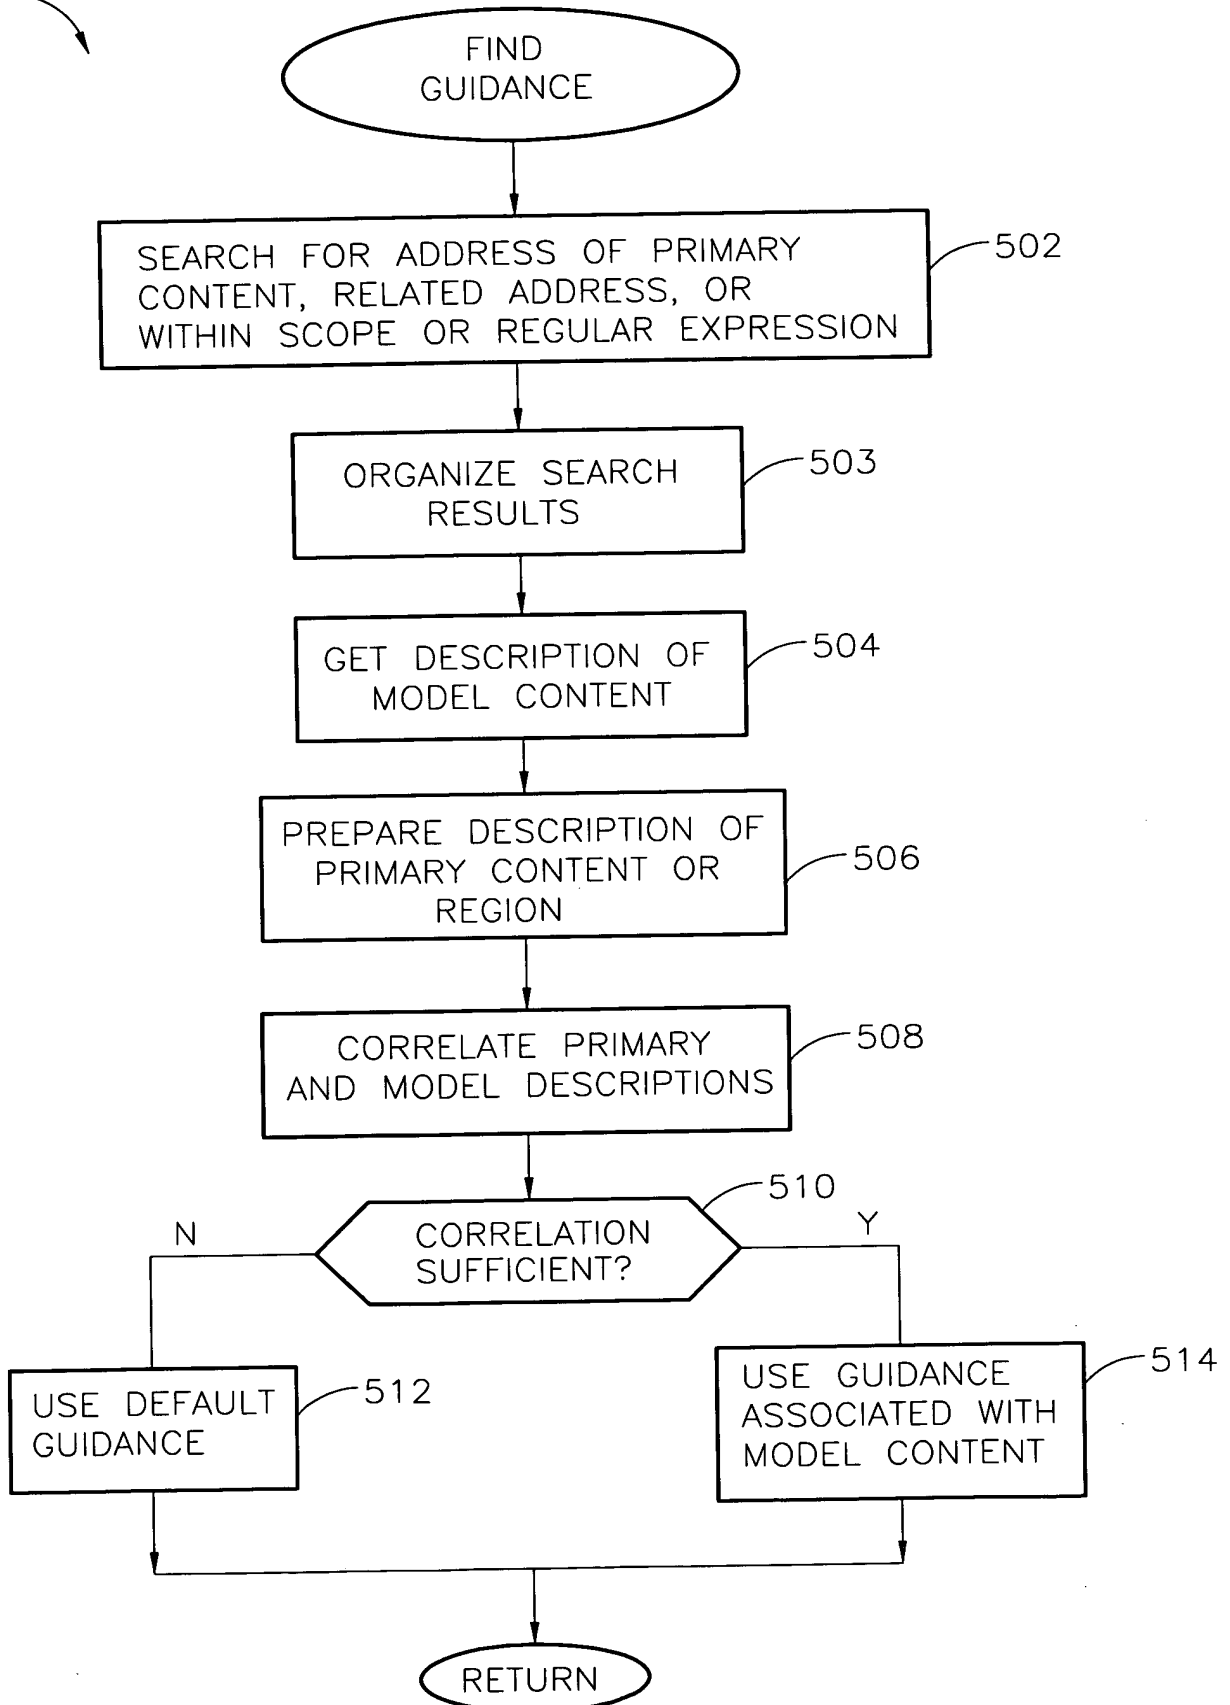 FIND
GUIDANCE
SEARCH FOR ADDRESS OF PRIMARY
CONTENT, RELATED ADDRESS, OR
WITHIN SCOPE OR REGULAR EXPRESSION
502
ORGANIZE SEARCH
RESULTS
503
GET DESCRIPTION OF
MODEL CONTENT
504
PREPARE DESCRIPTION OF
PRIMARY CONTENT OR
REGION
506
CORRELATE PRIMARY
AND MODEL DESCRIPTIONS
508
CORRELATION
SUFFICIENT?
510
N
Y
USE DEFAULT
GUIDANCE
512
USE GUIDANCE
ASSOCIATED WITH
MODEL CONTENT
514
RETURN